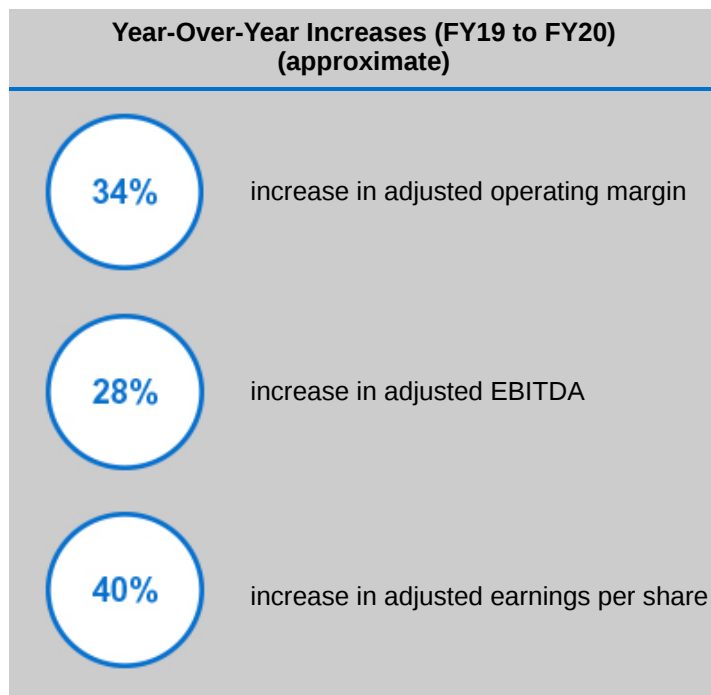 Year-Over-Year Increases (FY19 to FY20)
(approximate)
34%
increase in adjusted operating margin
28%
increase in adjusted EBITDA
40%
increase in adjusted earnings per share